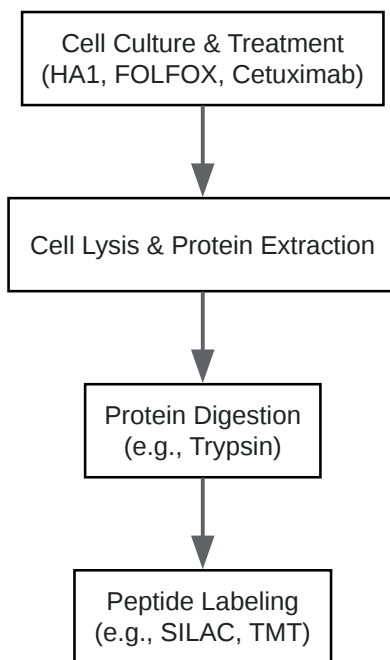 Cell Culture & Treatment
(HA1, FOLFOX, Cetuximab)
Cell Lysis & Protein Extraction
Protein Digestion
(e.g., Trypsin)
Peptide Labeling
(e.g., SILAC, TMT)